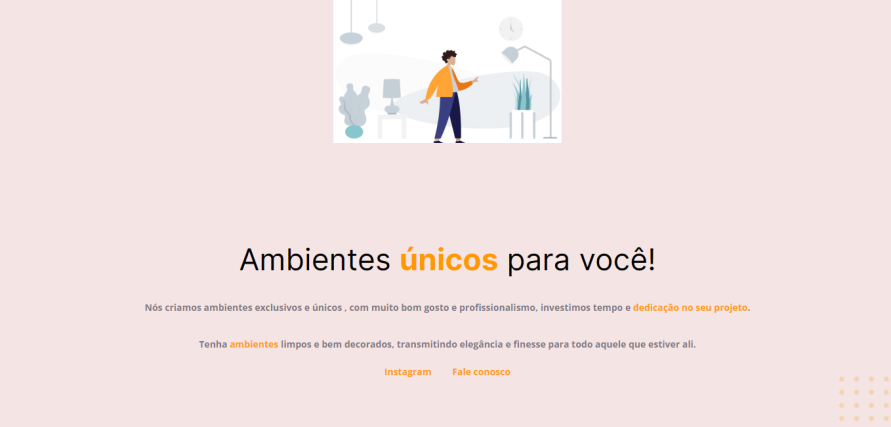 Ambientes únicos para você!
Nós criamos ambientes exclusivos e únicos , com muito bom gosto e profissionalismo, investimos tempo e dedicação no seu projeto.
Tenha ambientes limpos e bem decorados, transmitindo elegância e finesse para todo aquele que estiver ali.
Instagram Fale conosco